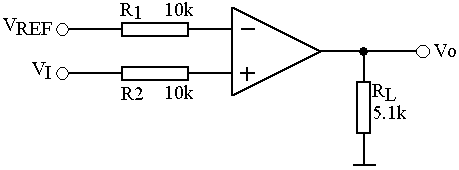 R1 10k
VREF
−
VI
+
Vo
R2 10k
RL
5.1k